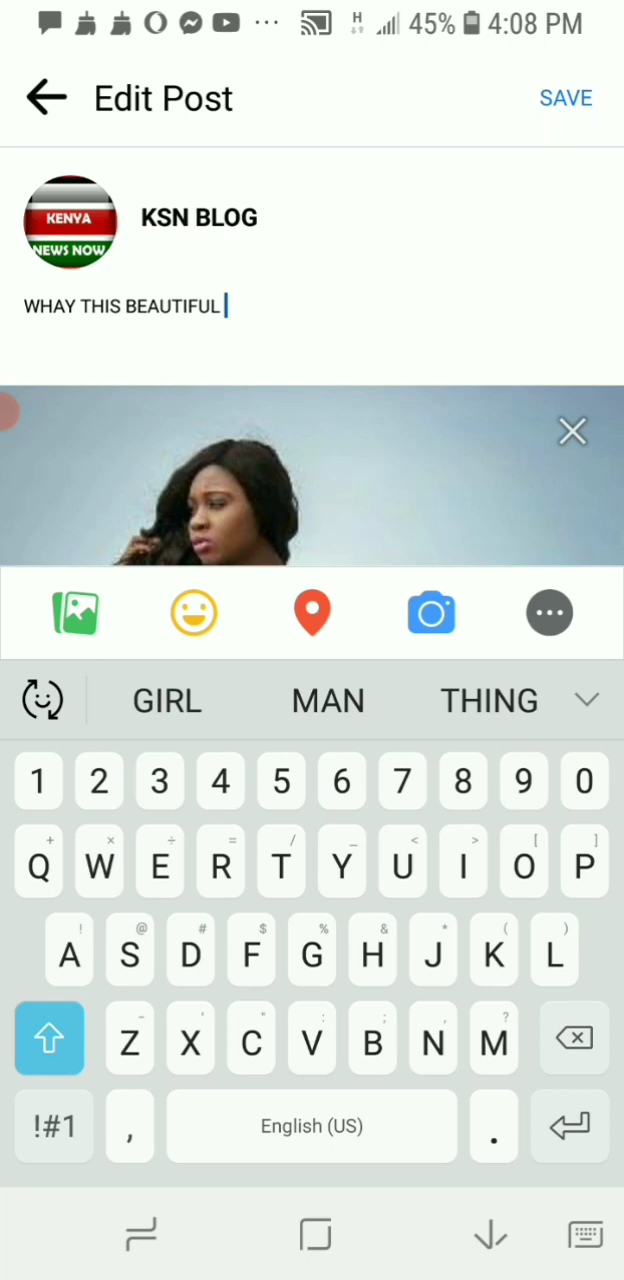 H 45% 4:08 PM
Edit Post SAVE
KENYA
NEWS NOW
KSN BLOG
WHAY THIS BEAUTIFUL
GIRL MAN THING
1 2 3 4 5 6 7 8 9 0
+ × ÷ = / _ < > [ ]
Q W E R T Y U I O P
! @ # $ % & * ( )
A S D F G H J K L
- ' " : ; , ?
Z X C V B N M
!#1 , English (US) .